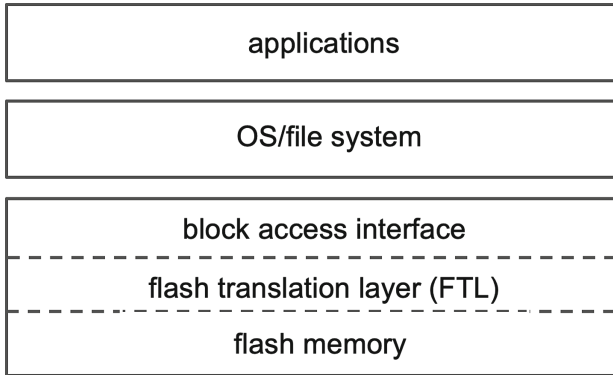 applications
OS/file system
block access interface
flash translation layer (FTL)
flash memory